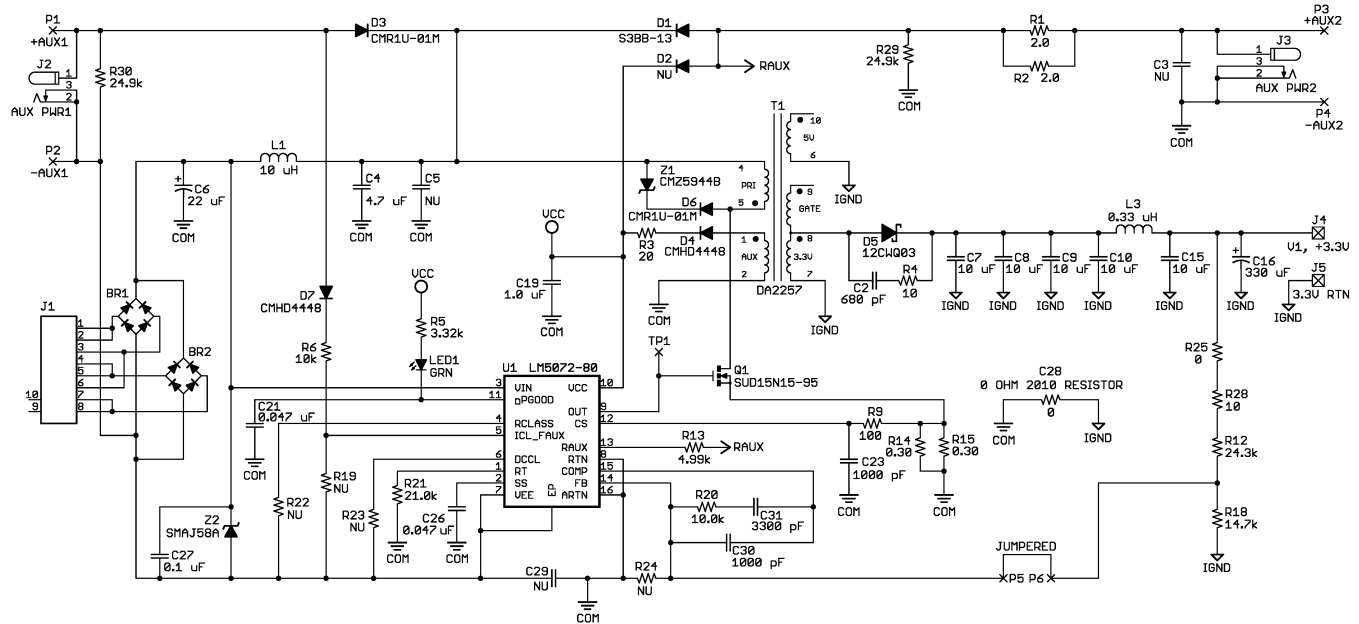 P1
+AUX1
J2
1
3
2
AUX PWR1
P2
-AUX1
R30
24.9k
D3
CMR1U-01M
D1
S3BB-13
D2
NU
RAUX
R29
24.9k
COM
R1
2.0
R2 2.0
C3
NU
COM
P3
+AUX2
J3
1
3
2
AUX PWR2
P4
-AUX2
L1
10 uH
+
C6
22 uF
COM
C4
4.7 uF
COM
C5
NU
COM
Z1
CMZ5944B
D6
CMR1U-01M
R3
20
D4
CMHD4448
T1
4
PRI
5
1
AUX
2
10
5V
6
9
GATE
8
3.3V
7
DA2257
COM
IGND
IGND
D5
12CWQ03
C2
680 pF
R4
10
C7
10 uF
IGND
C8
10 uF
IGND
C9
10 uF
IGND
C10
10 uF
IGND
L3
0.33 uH
C15
10 uF
IGND
+
C16
330 uF
IGND
J4
V1, +3.3V
J5
3.3V RTN
IGND
VCC
C19
1.0 uF
COM
VCC
R5
3.32k
LED1
GRN
D7
CMHD4448
R6
10k
J1
1
2
3
4
5
6
7
8
10
9
BR1
BR2
C21
0.047 uF
COM
U1 LM5072-80
3 VIN
11 nPGOOD
4 RCLASS
5 ICL_FAUX
6 DCCL
1 RT
2 SS
7 VEE
EP
VCC 10
OUT 9
CS 12
RAUX 13
RTN 8
COMP 15
FB 14
ARTN 16
TP1
Q1
SUD15N15-95
R9
100
R14
0.30
R15
0.30
COM
C23
1000 pF
COM
R13
4.99k
RAUX
R20
10.0k
C31
3300 pF
C30
1000 pF
C28
0 OHM 2010 RESISTOR
0
COM
IGND
R25
0
R28
10
R12
24.3k
R18
14.7k
IGND
Z2
SMAJ58A
C27
0.1 uF
R22
NU
R19
NU
R23
NU
R21
21.0k
COM
C26
0.047uF
COM
C29
NU
COM
R24
NU
JUMPERED
P5 P6